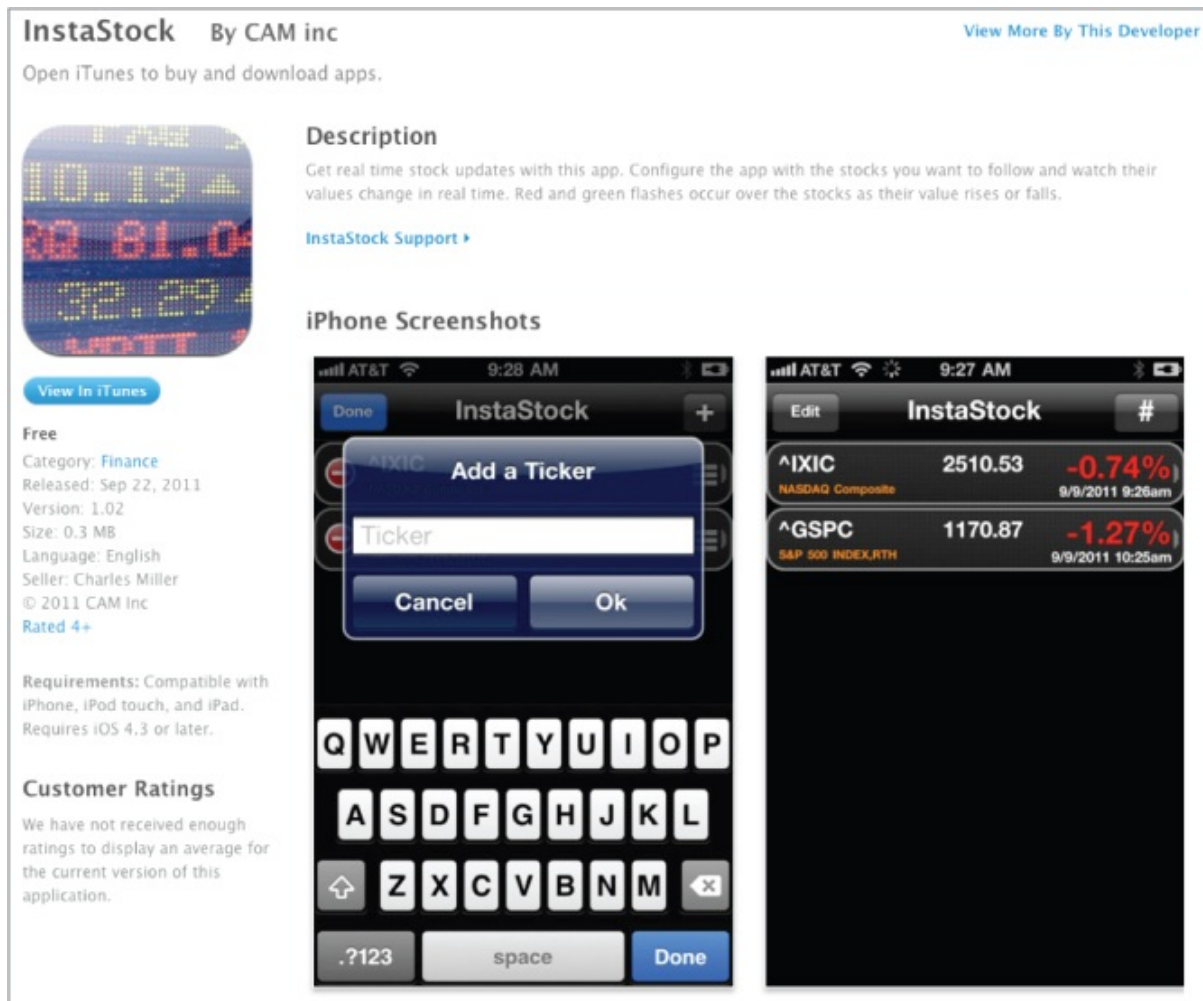 InstaStock By CAM inc
View More By This Developer
Open iTunes to buy and download apps.
10.19
81.04
32.29
View In iTunes
Free
Category: Finance
Released: Sep 22, 2011
Version: 1.02
Size: 0.3 MB
Language: English
Seller: Charles Miller
© 2011 CAM Inc
Rated 4+
Requirements: Compatible with
iPhone, iPod touch, and iPad.
Requires iOS 4.3 or later.
Customer Ratings
We have not received enough
ratings to display an average for
the current version of this
application.
Description
Get real time stock updates with this app. Configure the app with the stocks you want to follow and watch their
values change in real time. Red and green flashes occur over the stocks as their value rises or falls.
InstaStock Support
iPhone Screenshots
AT&T 9:28 AM
Done InstaStock +
^IXIC
Add a Ticker
Ticker
Cancel Ok
Q W E R T Y U I O P
A S D F G H J K L
Z X C V B N M
.?123 space Done
AT&T 9:27 AM
Edit InstaStock #
^IXIC 2510.53 -0.74%
NASDAQ Composite 9/9/2011 9:26am
^GSPC 1170.87 -1.27%
S&P 500 INDEX,RTH 9/9/2011 10:25am